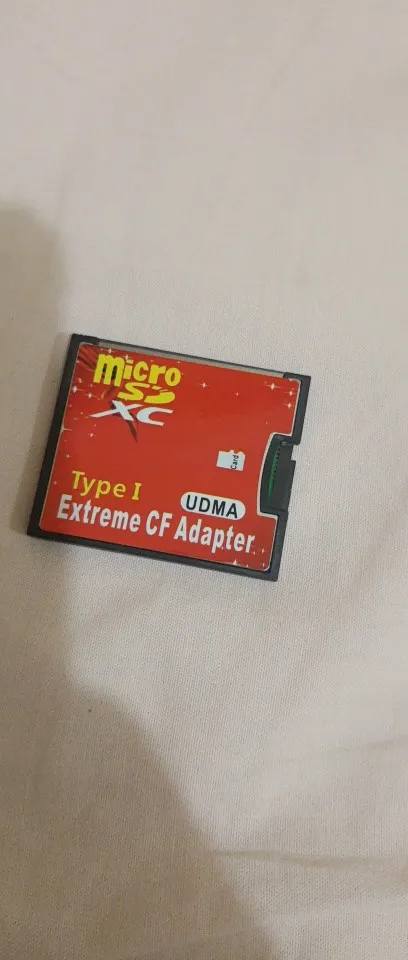 micro
SD
XC
Card
Type I
UDMA
Extreme CF Adapter